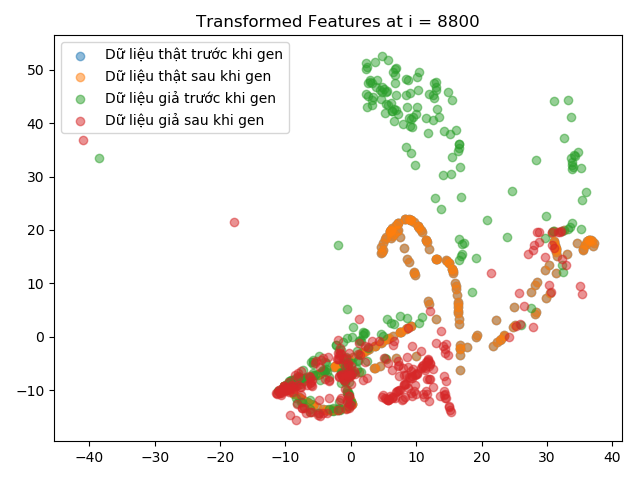 Transformed Features at i = 8800
Dữ liệu thật trước khi gen
Dữ liệu thật sau khi gen
Dữ liệu giả trước khi gen
Dữ liệu giả sau khi gen
50
40
30
20
10
0
−10
−40 −30 −20 −10 0 10 20 30 40